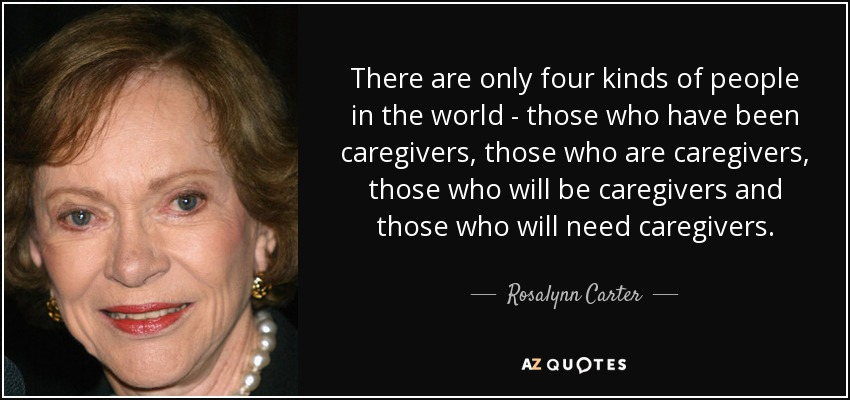 There are only four kinds of people
in the world - those who have been
caregivers, those who are caregivers,
those who will be caregivers and
those who will need caregivers.
Rosalynn Carter
AZ QUOTES